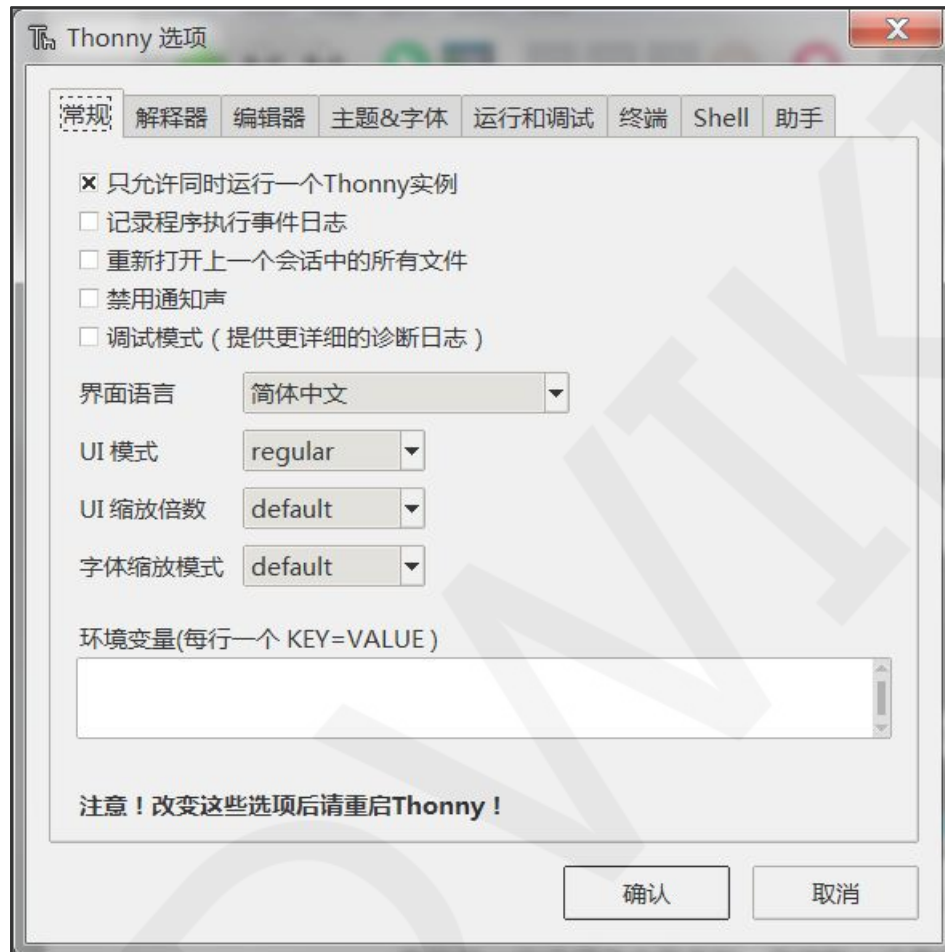 Thonny 选项
常规 解释器 编辑器 主题&字体 运行和调试 终端 Shell 助手
只允许同时运行一个Thonny实例
记录程序执行事件日志
重新打开上一个会话中的所有文件
禁用通知声
调试模式（提供更详细的诊断日志）
界面语言 简体中文
UI 模式 regular
UI 缩放倍数 default
字体缩放模式 default
环境变量(每行一个 KEY=VALUE）
注意！改变这些选项后请重启Thonny！
确认 取消